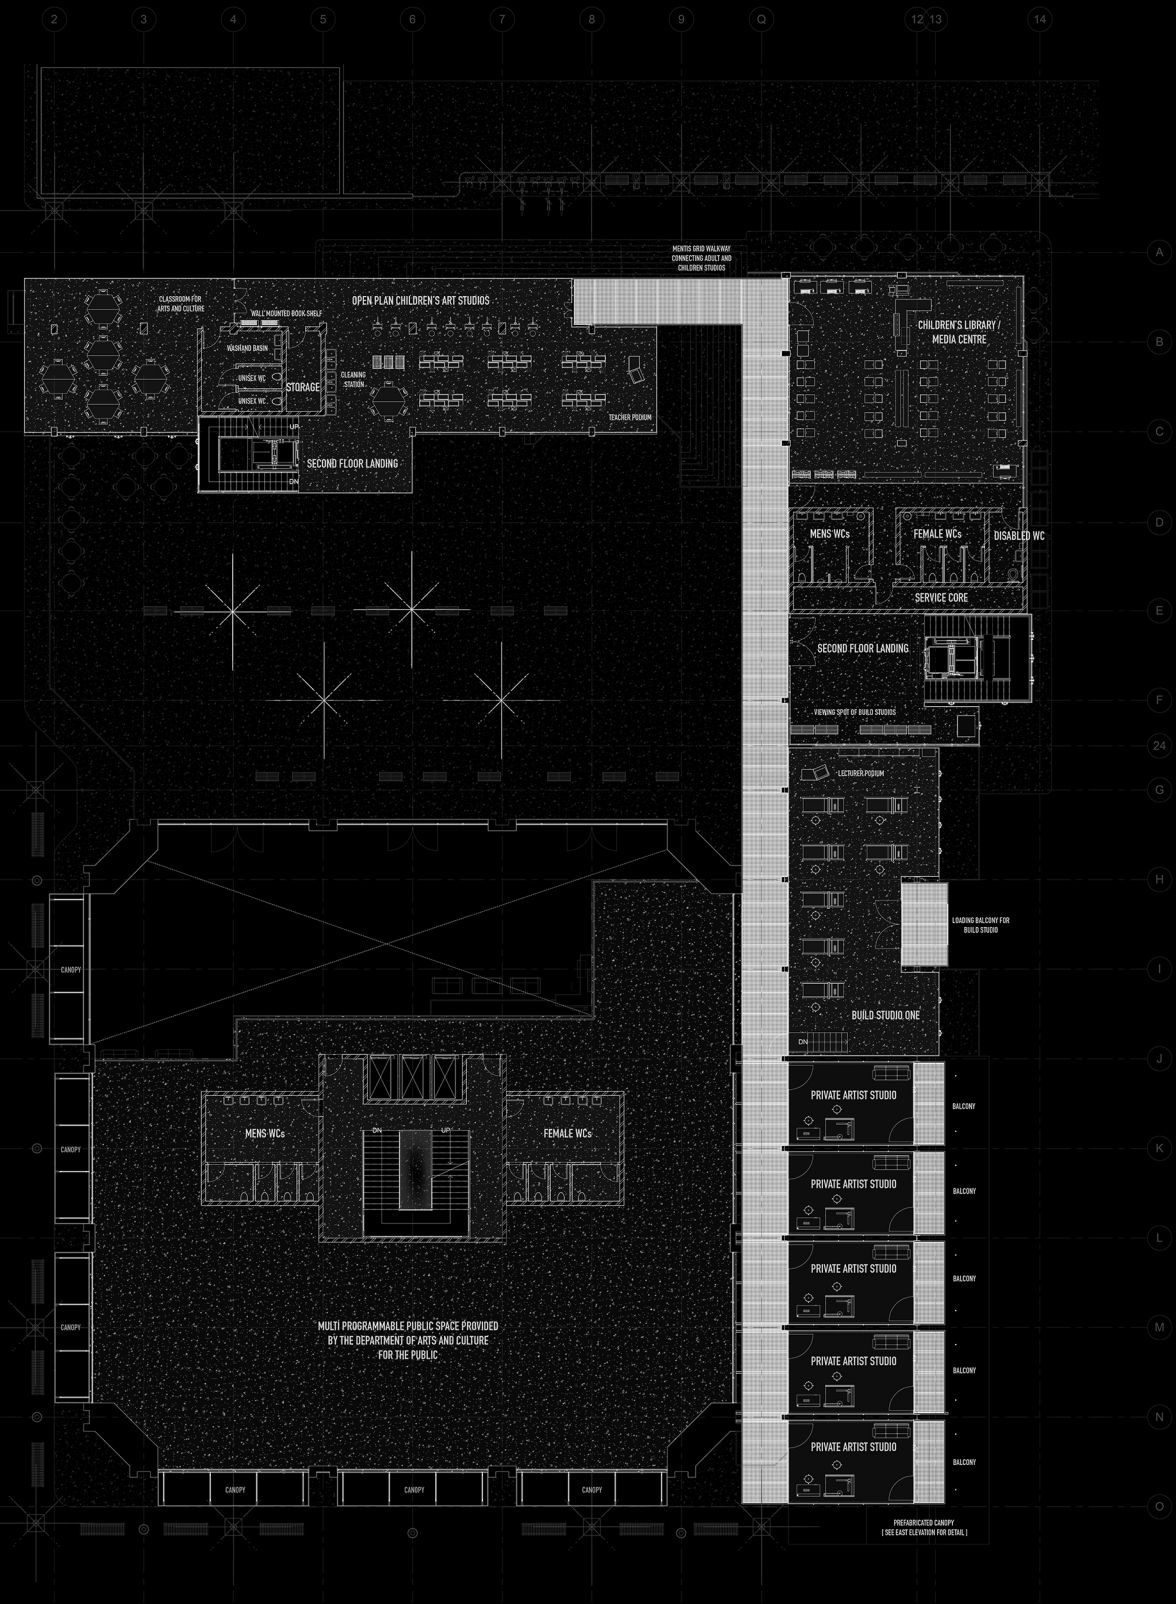 2 3 4 5 6 7 8 9 Q 12 13 14
A
MENTIS GRID WALKWAY
CONNECTING ADULT AND
CHILDREN STUDIOS
CLASSROOM FOR
ARTS AND CULTURE
OPEN PLAN CHILDREN'S ART STUDIOS
WALL MOUNTED BOOK SHELF
CHILDREN'S LIBRARY /
MEDIA CENTRE
B
WASHAND BASIN
UNISEX WC
UNISEX WC
STORAGE
CLEANING
STATION
TEACHER PODIUM
UP
C
SECOND FLOOR LANDING
DN
D
MENS WCs
FEMALE WCs
DISABLED WC
SERVICE CORE
E
SECOND FLOOR LANDING
F
VIEWING SPOT OF BUILD STUDIOS
24
LECTURER PODIUM
G
H
LOADING BALCONY FOR
BUILD STUDIO
CANOPY
I
BUILD STUDIO ONE
DN
J
PRIVATE ARTIST STUDIO
BALCONY
MENS WCs
DN
UP
FEMALE WCs
CANOPY
K
PRIVATE ARTIST STUDIO
BALCONY
L
PRIVATE ARTIST STUDIO
BALCONY
CANOPY
MULTI PROGRAMMABLE PUBLIC SPACE PROVIDED
BY THE DEPARTMENT OF ARTS AND CULTURE
FOR THE PUBLIC
M
PRIVATE ARTIST STUDIO
BALCONY
N
PRIVATE ARTIST STUDIO
BALCONY
CANOPY
CANOPY
CANOPY
O
PREFABRICATED CANOPY
[ SEE EAST ELEVATION FOR DETAIL ]